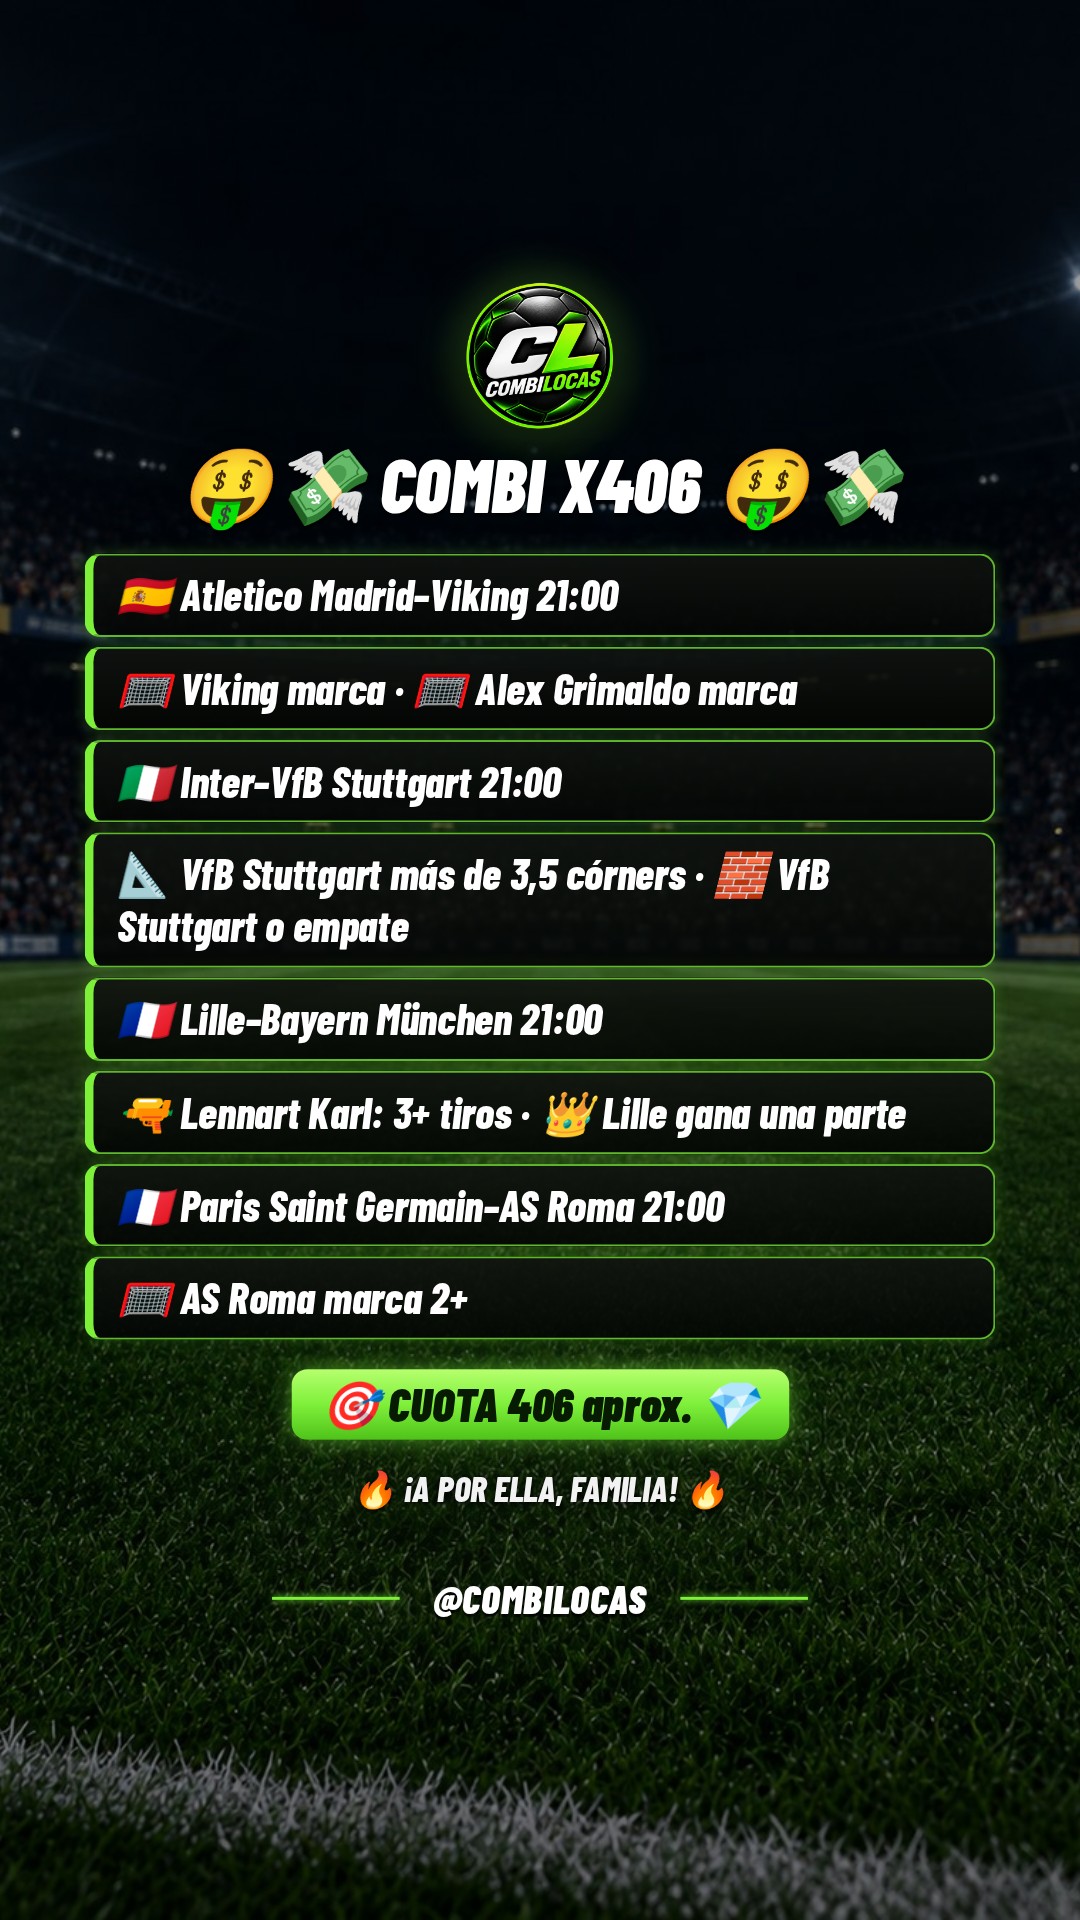 CL
COMBILOCAS
🤑💸 COMBI X406 🤑💸
🇪🇸 Atletico Madrid-Viking 21:00
🥅 Viking marca · 🥅 Alex Grimaldo marca
🇮🇹 Inter-VfB Stuttgart 21:00
📐 VfB Stuttgart más de 3,5 córners · 🧱 VfB
Stuttgart o empate
🇫🇷 Lille-Bayern München 21:00
🔫 Lennart Karl: 3+ tiros · 👑 Lille gana una parte
🇫🇷 Paris Saint Germain-AS Roma 21:00
🥅 AS Roma marca 2+
🎯 CUOTA 406 aprox. 💎
🔥 ¡A POR ELLA, FAMILIA! 🔥
@COMBILOCAS